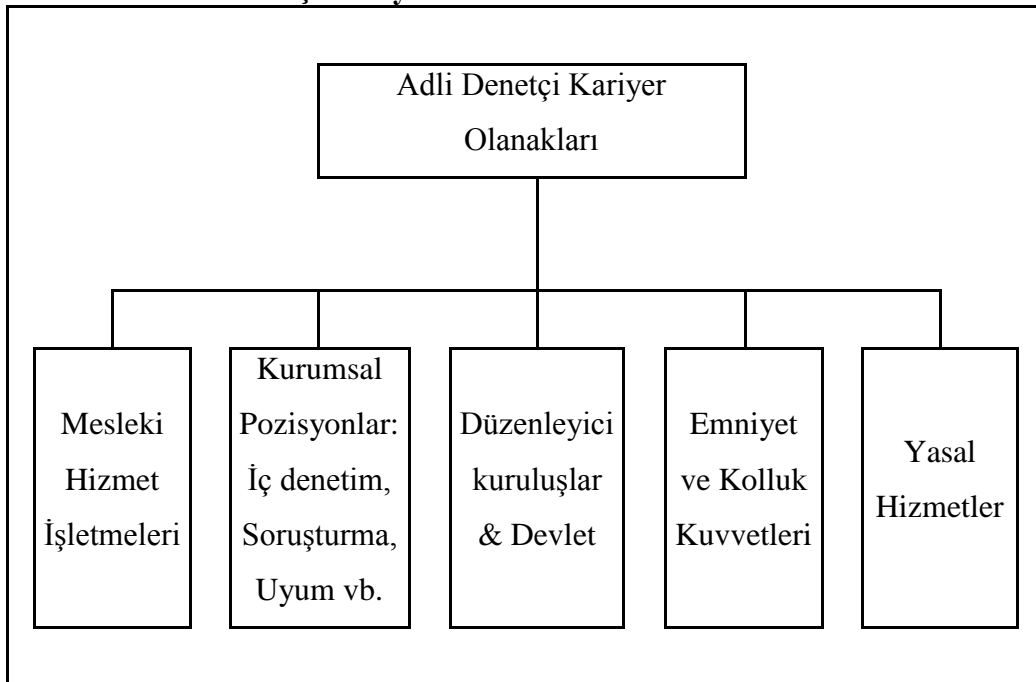 Adli Denetçi Kariyer
Olanakları
Mesleki
Hizmet
İşletmeleri
Kurumsal
Pozisyonlar:
İç denetim,
Soruşturma,
Uyum vb.
Düzenleyici
kuruluşlar
& Devlet
Emniyet
ve Kolluk
Kuvvetleri
Yasal
Hizmetler